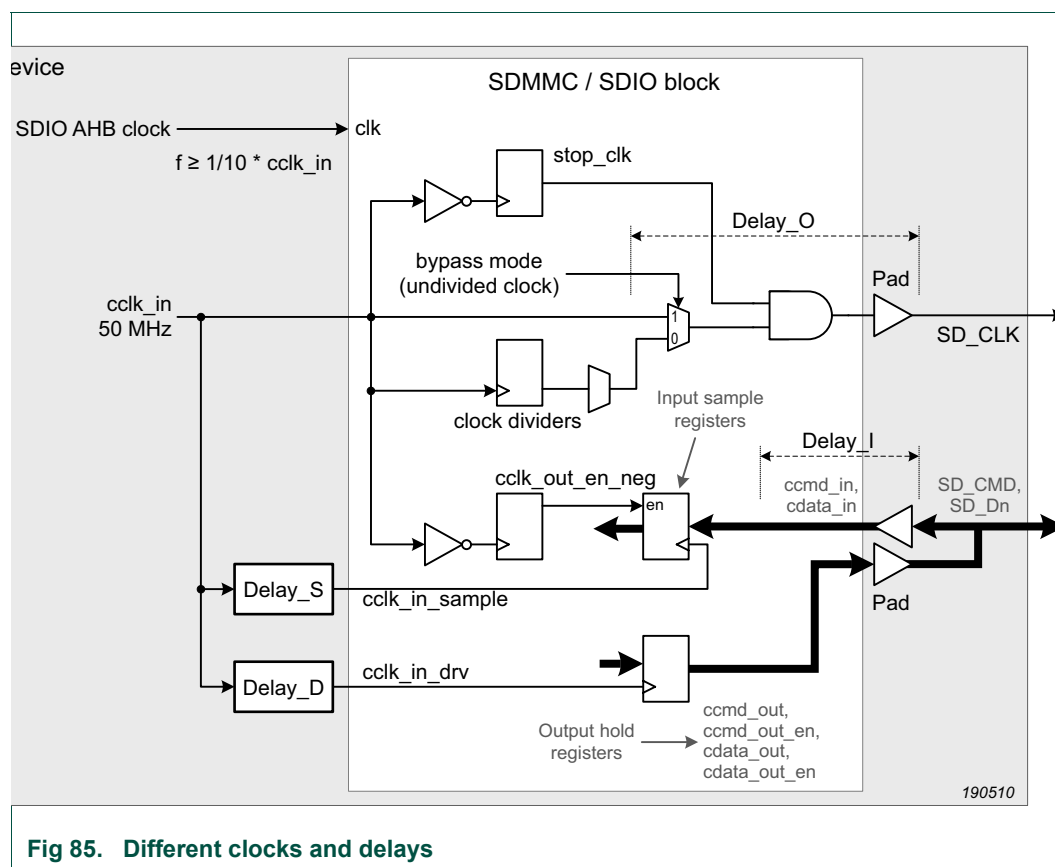 evice
SDMMC / SDIO block
SDIO AHB clock
clk
f ≥ 1/10 * cclk_in
stop_clk
Delay_O
bypass mode
(undivided clock)
Pad
cclk_in
50 MHz
1
0
SD_CLK
clock dividers
Input sample
registers
Delay_I
cclk_out_en_neg
ccmd_in,
cdata_in
SD_CMD,
SD_Dn
en
Delay_S
cclk_in_sample
Pad
Delay_D
cclk_in_drv
Output hold
registers
ccmd_out,
ccmd_out_en,
cdata_out,
cdata_out_en
190510
Fig 85. Different clocks and delays